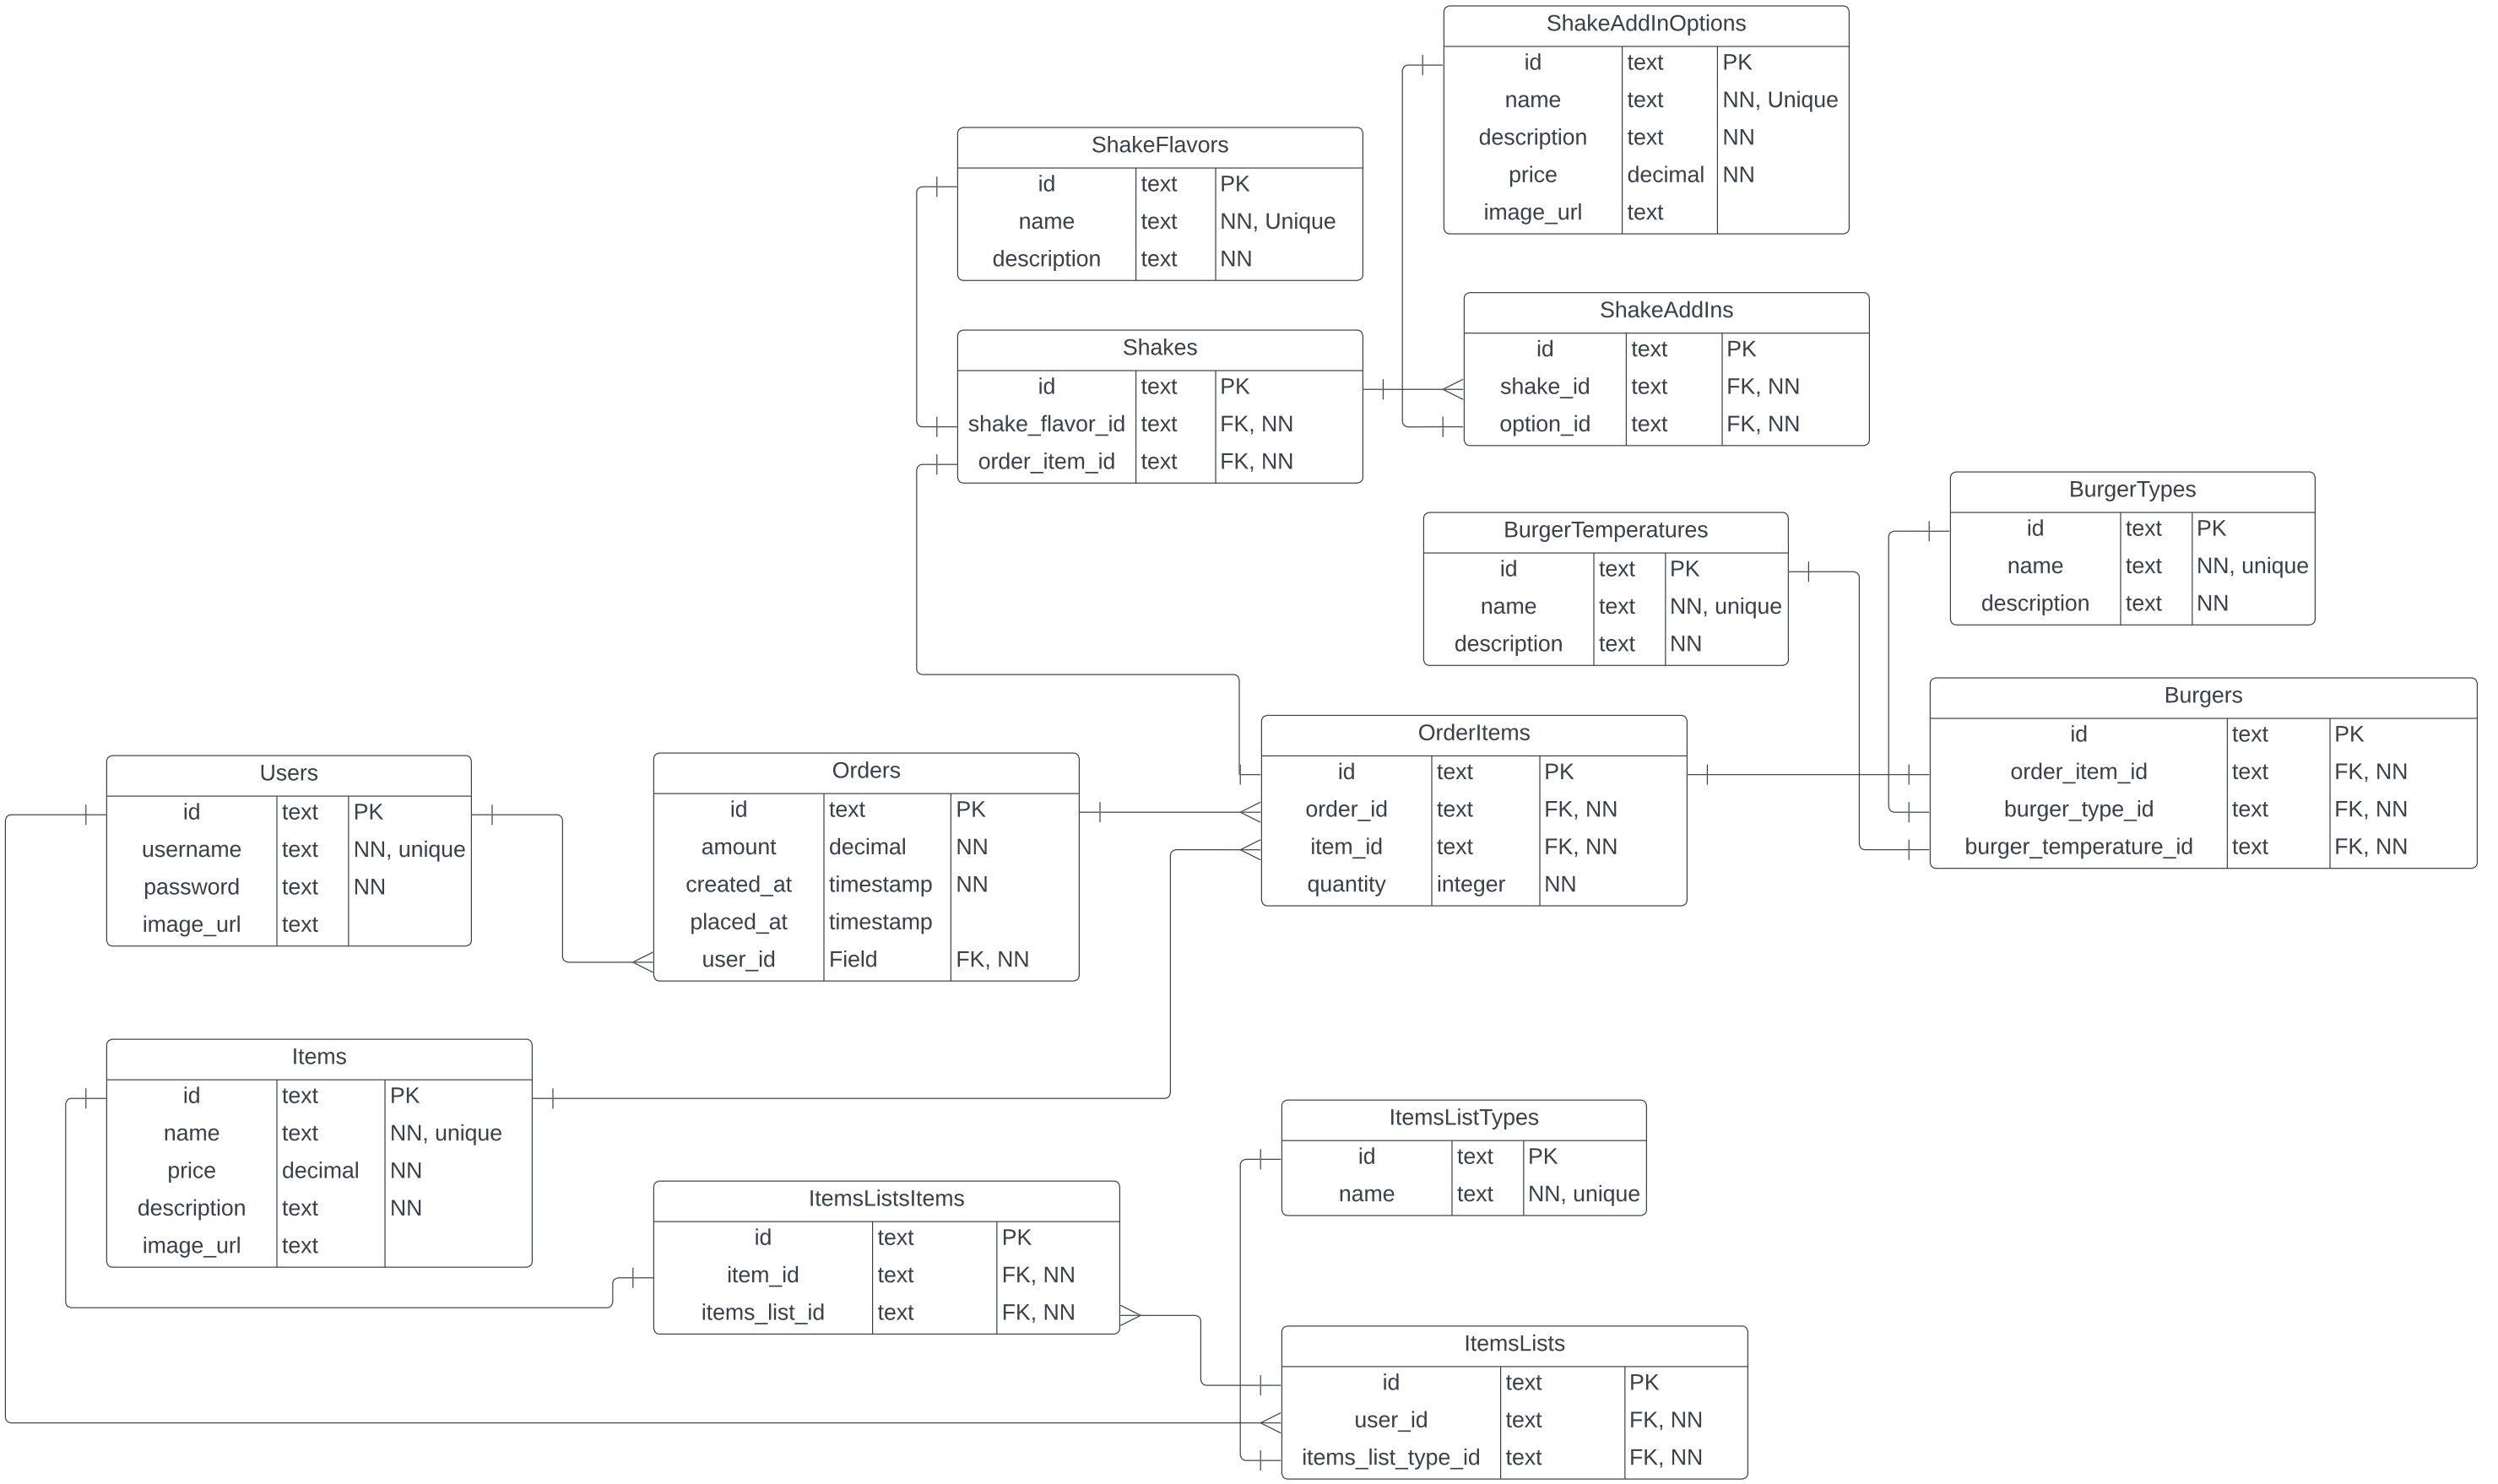 ShakeAddInOptions
id text PK
name text NN, Unique
description text NN
price decimal NN
image_url text
ShakeFlavors
id text PK
name text NN, Unique
description text NN
ShakeAddIns
id text PK
shake_id text FK, NN
option_id text FK, NN
Shakes
id text PK
shake_flavor_id text FK, NN
order_item_id text FK, NN
BurgerTypes
id text PK
name text NN, unique
description text NN
BurgerTemperatures
id text PK
name text NN, unique
description text NN
Burgers
id text PK
order_item_id text FK, NN
burger_type_id text FK, NN
burger_temperature_id text FK, NN
OrderItems
id text PK
order_id text FK, NN
item_id text FK, NN
quantity integer NN
Users
id text PK
username text NN, unique
password text NN
image_url text
Orders
id text PK
amount decimal NN
created_at timestamp NN
placed_at timestamp
user_id Field FK, NN
Items
id text PK
name text NN, unique
price decimal NN
description text NN
image_url text
ItemsListTypes
id text PK
name text NN, unique
ItemsListsItems
id text PK
item_id text FK, NN
items_list_id text FK, NN
ItemsLists
id text PK
user_id text FK, NN
items_list_type_id text FK, NN